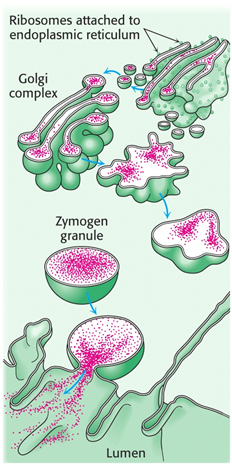 Ribosomes attached to
endoplasmic reticulum
Golgi
complex
Zymogen
granule
Lumen